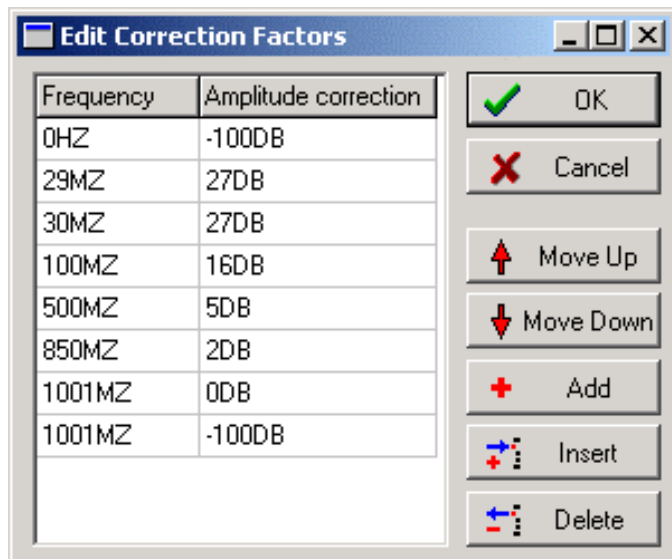 Edit Correction Factors
Frequency Amplitude correction
0HZ -100DB
29MZ 27DB
30MZ 27DB
100MZ 16DB
500MZ 5DB
850MZ 2DB
1001MZ 0DB
1001MZ -100DB
OK
Cancel
Move Up
Move Down
Add
Insert
Delete